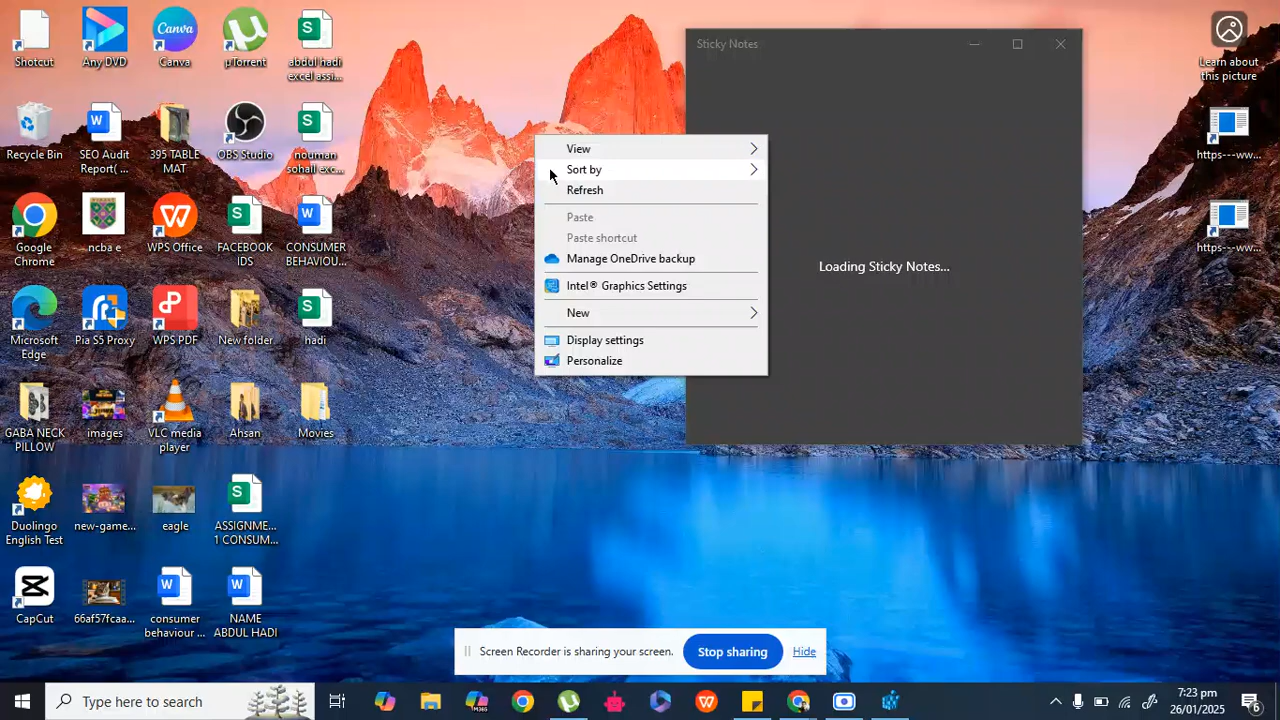 Shotcut
Any DVD
Canva
µTorrent
abdul hadi
excel assi...
Recycle Bin
SEO Audit
Report( ...
395 TABLE
MAT
OBS Studio
nouman
sohail exc...
Google
Chrome
ncba e
WPS Office
FACEBOOK
IDS
CONSUMER
BEHAVIOU...
Microsoft
Edge
Pia S5 Proxy
WPS PDF
New folder
hadi
GABA NECK
PILLOW
images
VLC media
player
Ahsan
Movies
Duolingo
English Test
new-game...
eagle
ASSIGNME...
1 CONSUM...
CapCut
66af57fcaa...
consumer
behaviour ...
NAME
ABDUL HADI
View
Sort by
Refresh
Paste
Paste shortcut
Manage OneDrive backup
Intel® Graphics Settings
New
Display settings
Personalize
Sticky Notes
Loading Sticky Notes...
Learn about
this picture
https---ww...
https---ww...
Screen Recorder is sharing your screen.
Stop sharing
Hide
Type here to search
7:23 pm
26/01/2025
6